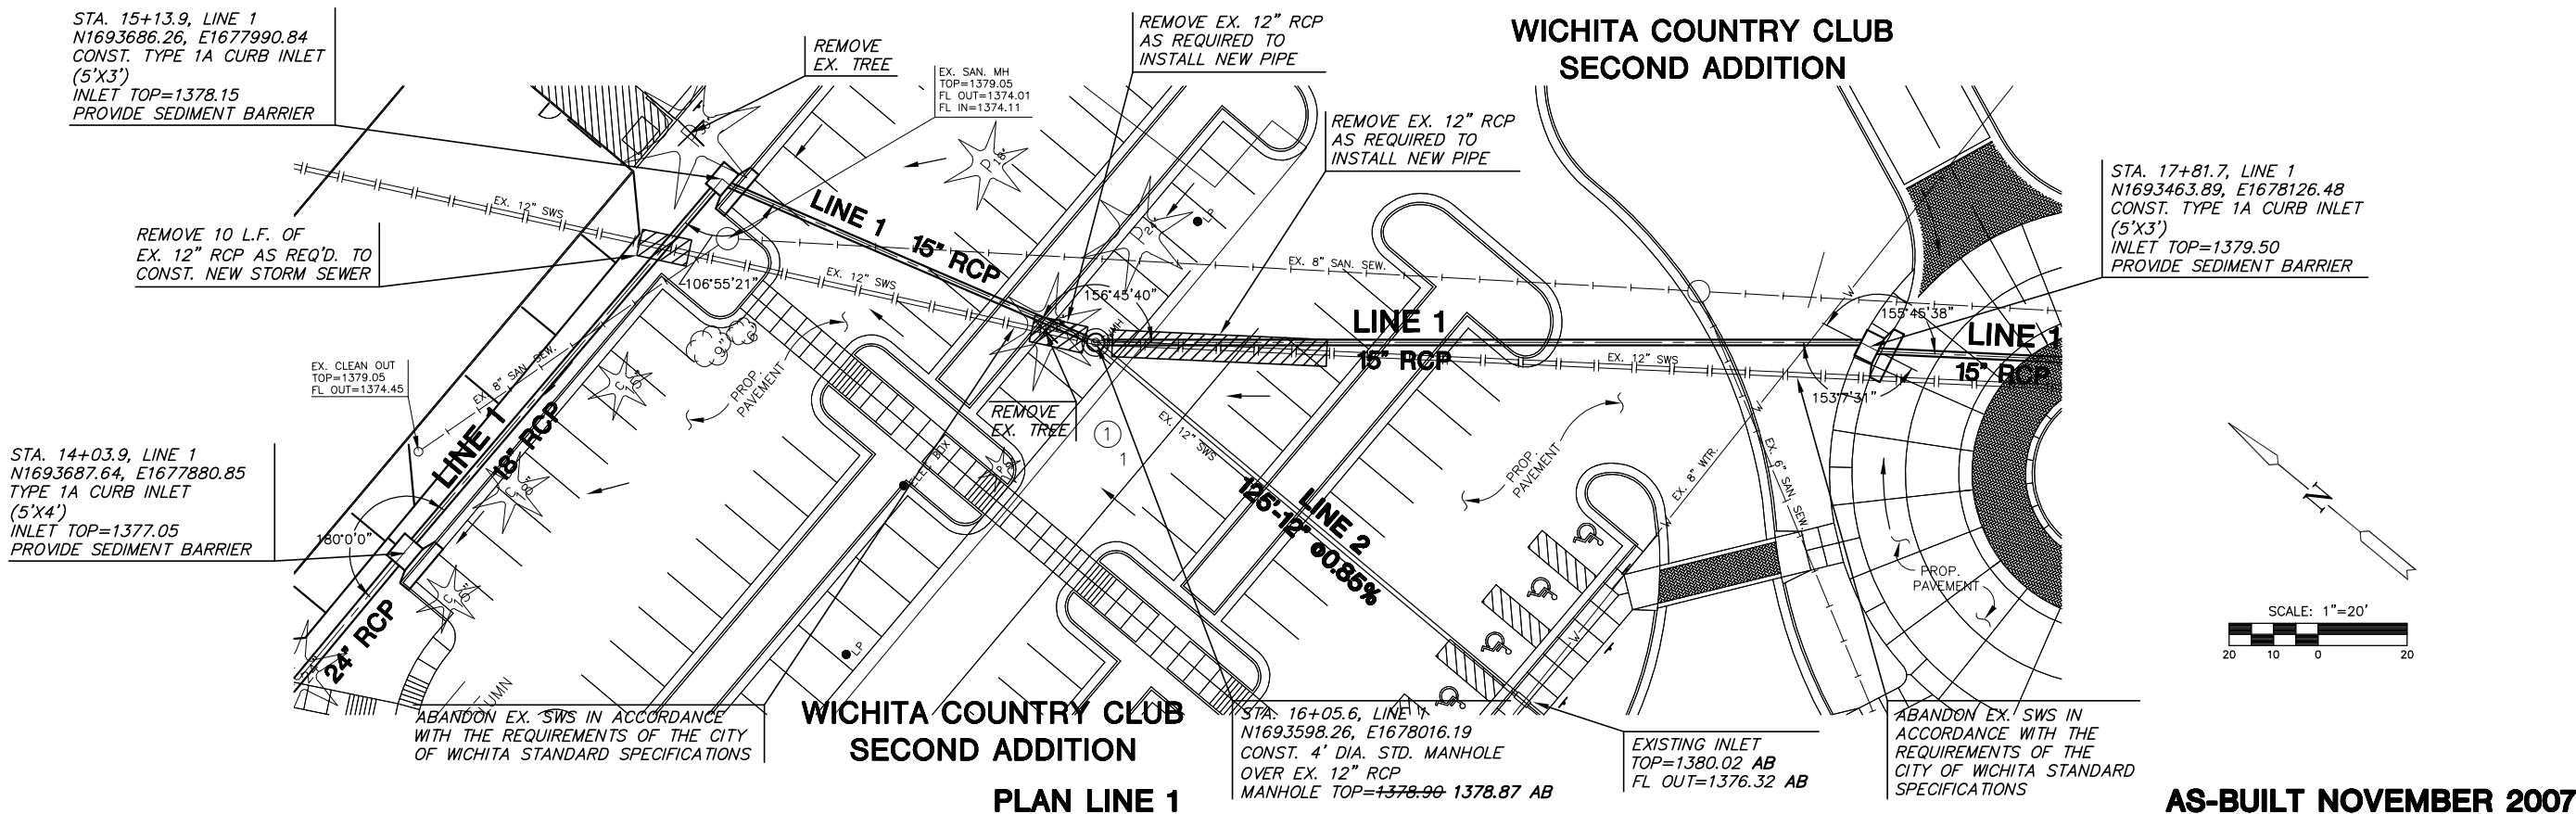 STA. 15+13.9, LINE 1
N1693686.26, E1677990.84
CONST. TYPE 1A CURB INLET
(5'X3')
INLET TOP=1378.15
PROVIDE SEDIMENT BARRIER
REMOVE
EX. TREE
EX. SAN. MH
TOP=1379.05
FL OUT=1374.01
FL IN=1374.11
REMOVE EX. 12" RCP
AS REQUIRED TO
INSTALL NEW PIPE
WICHITA COUNTRY CLUB
SECOND ADDITION
REMOVE EX. 12" RCP
AS REQUIRED TO
INSTALL NEW PIPE
STA. 17+81.7, LINE 1
N1693463.89, E1678126.48
CONST. TYPE 1A CURB INLET
(5'X3')
INLET TOP=1379.50
PROVIDE SEDIMENT BARRIER
REMOVE 10 L.F. OF
EX. 12" RCP AS REQ'D. TO
CONST. NEW STORM SEWER
EX. 12" SWS
LINE 1 15" RCP
P 18"
P 24"
LP
EX. 12" SWS
106°55'21"
156°45'40"
MH
EX. 8" SAN. SEW.
LINE 1
15" RCP
EX. 12" SWS
W
155°45'38"
LINE 1
15" RCP
153°7'31"
EX. CLEAN OUT
TOP=1379.05
FL OUT=1374.45
EX. 8" SAN. SEW.
LINE 1
18" RCP
9"
6"
PROP.
PAVEMENT
REMOVE
EX. TREE
1
1
EX. 12" SWS
ELEC BOX
LINE 2
125'-12" @0.85%
PROP.
PAVEMENT
EX. 8" WTR.
W
W
EX. 6" SAN. SEW.
W
PROP.
PAVEMENT
N
SCALE: 1"=20'
20 10 0 20
STA. 14+03.9, LINE 1
N1693687.64, E1677880.85
TYPE 1A CURB INLET
(5'X4')
INLET TOP=1377.05
PROVIDE SEDIMENT BARRIER
180°0'0"
24" RCP
LP
ABANDON EX. SWS IN ACCORDANCE
WITH THE REQUIREMENTS OF THE CITY
OF WICHITA STANDARD SPECIFICATIONS
WICHITA COUNTRY CLUB
SECOND ADDITION
STA. 16+05.6, LINE 1
N1693598.26, E1678016.19
CONST. 4' DIA. STD. MANHOLE
OVER EX. 12" RCP
MANHOLE TOP=1378.90 1378.87 AB
EXISTING INLET
TOP=1380.02 AB
FL OUT=1376.32 AB
ABANDON EX. SWS IN
ACCORDANCE WITH THE
REQUIREMENTS OF THE
CITY OF WICHITA STANDARD
SPECIFICATIONS
PLAN LINE 1
AS-BUILT NOVEMBER 2007